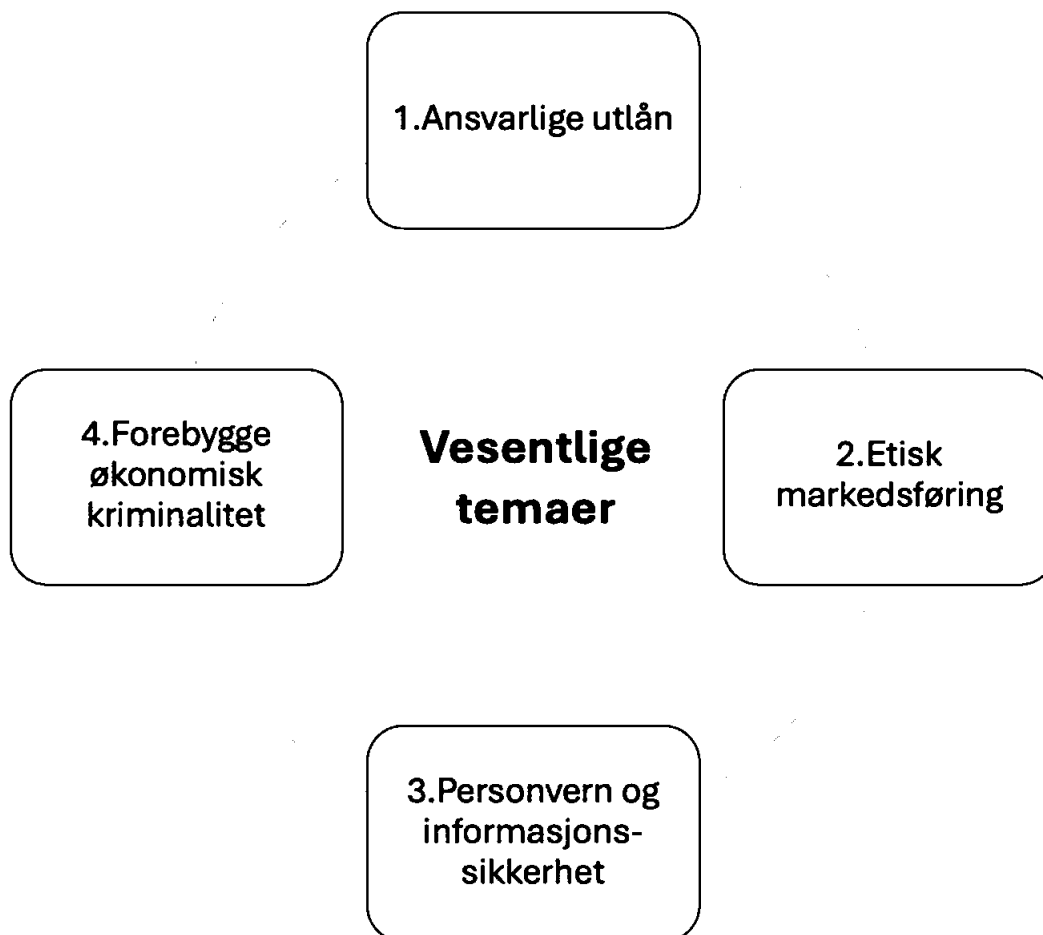 1.Ansvarlige utlån
4.Forebygge
økonomisk
kriminalitet
Vesentlige
temaer
2.Etisk
markedsføring
3.Personvern og
informasjons-
sikkerhet